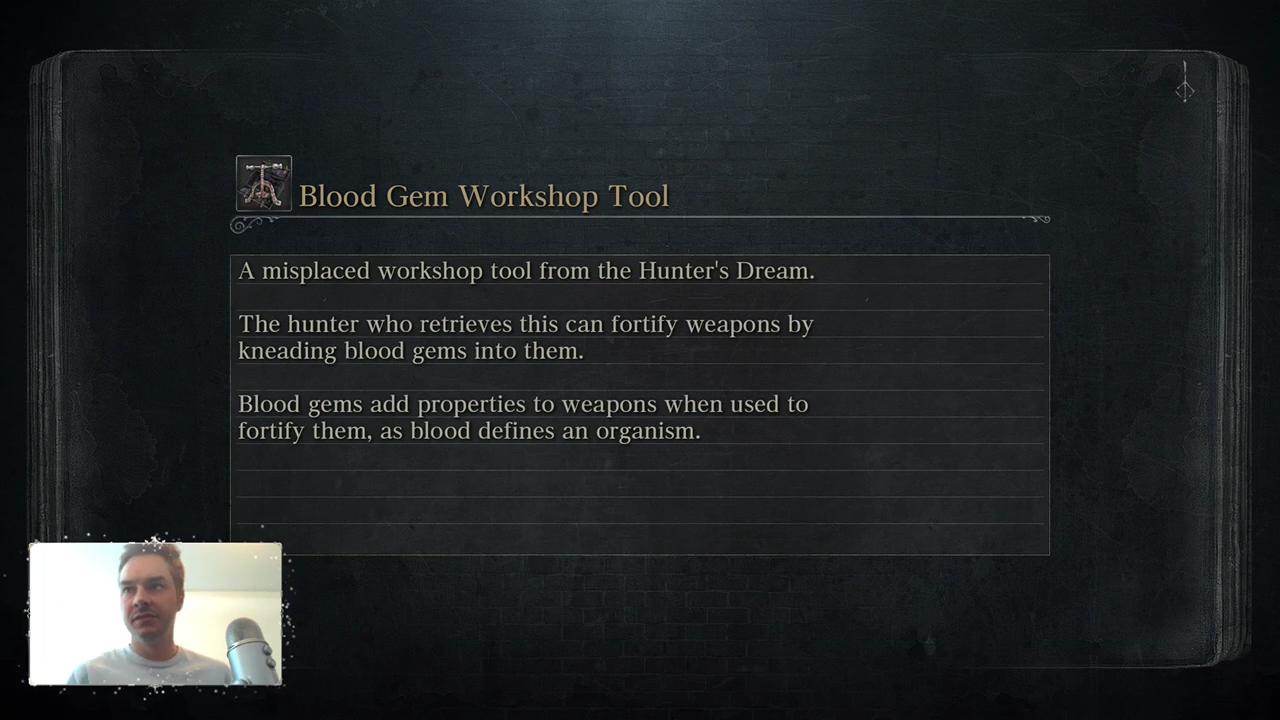 Blood Gem Workshop Tool
A misplaced workshop tool from the Hunter's Dream.
The hunter who retrieves this can fortify weapons by
kneading blood gems into them.
Blood gems add properties to weapons when used to
fortify them, as blood defines an organism.